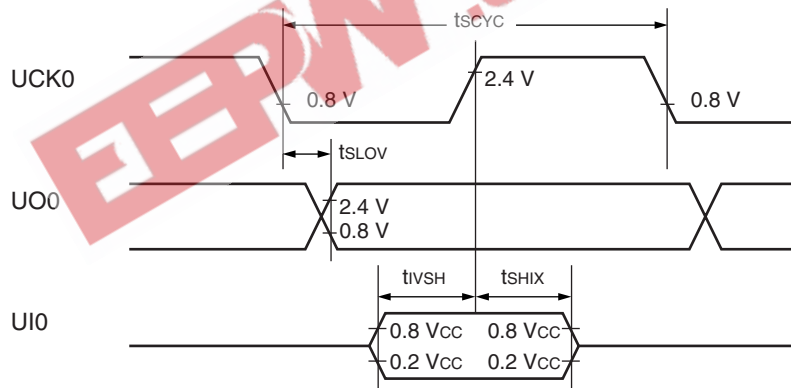 tSCYC
UCK0
2.4 V
0.8 V
0.8 V
tSLOV
UO0
2.4 V
0.8 V
tIVSH
tSHIX
UI0
0.8 VCC
0.8 VCC
0.2 VCC
0.2 VCC
EEPW